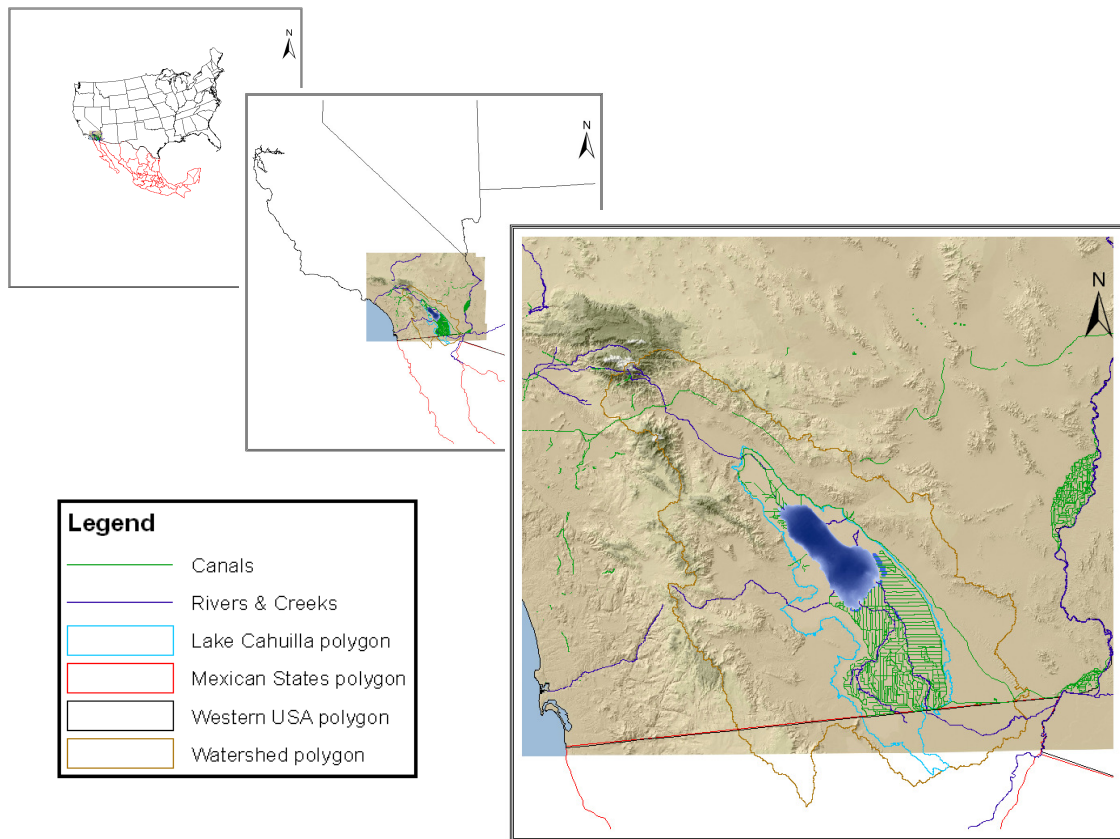 N
N
N
Legend
Canals
Rivers & Creeks
Lake Cahuilla polygon
Mexican States polygon
Western USA polygon
Watershed polygon